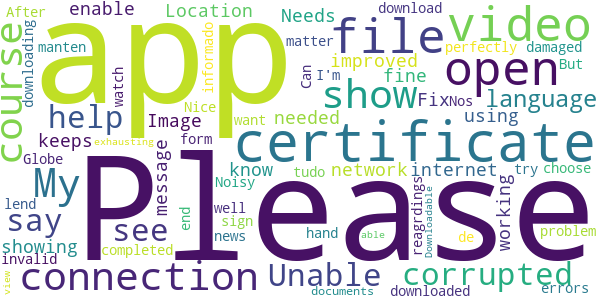 After enable Location app Needs download video file open
manten downloading watch informado matter improved perfectly damaged
course Can I'm fine But
help Nice Image needed show Fix Nos language
keeps exhausting form want certificate using
Globe message tudo know network internet try choose
My Please
lend say see Noisy well sign hand reagrdings Downloadable working
showing end news able de problem
invalid completed connection Unable corrupted
view documents downloaded errors